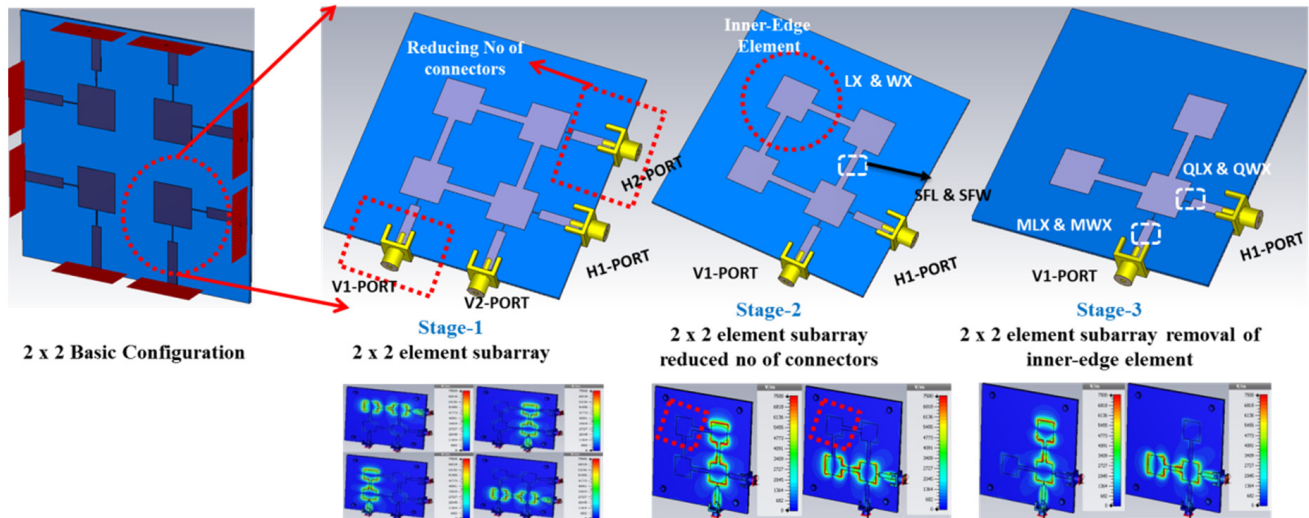 Reducing No of
connectors
H2-PORT
H1-PORT
V1-PORT
V2-PORT
Inner-Edge
Element
LX & WX
SFL & SFW
V1-PORT
H1-PORT
QLX & QWX
MLX & MWX
V1-PORT
H1-PORT
2 x 2 Basic Configuration
Stage-1
2 x 2 element subarray
Stage-2
2 x 2 element subarray
reduced no of connectors
Stage-3
2 x 2 element subarray removal of
inner-edge element